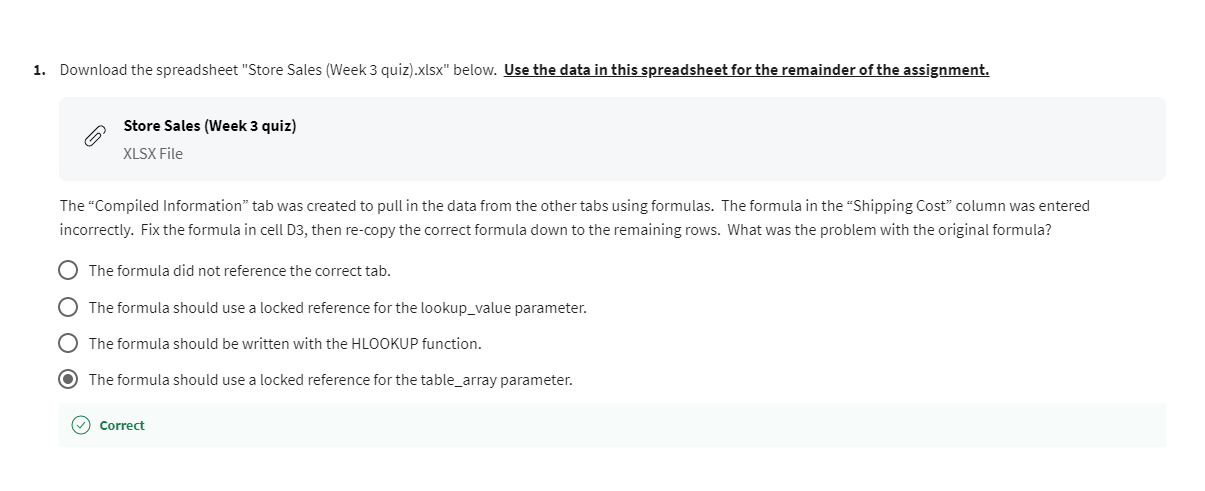 1. Download the spreadsheet "Store Sales (Week 3 quiz).xlsx" below. Use the data in this spreadsheet for the remainder of the assignment.
Store Sales (Week 3 quiz)
XLSX File
The “Compiled Information” tab was created to pull in the data from the other tabs using formulas. The formula in the “Shipping Cost” column was entered
incorrectly. Fix the formula in cell D3, then re-copy the correct formula down to the remaining rows. What was the problem with the original formula?
The formula did not reference the correct tab.
The formula should use a locked reference for the lookup_value parameter.
The formula should be written with the HLOOKUP function.
The formula should use a locked reference for the table_array parameter.
Correct